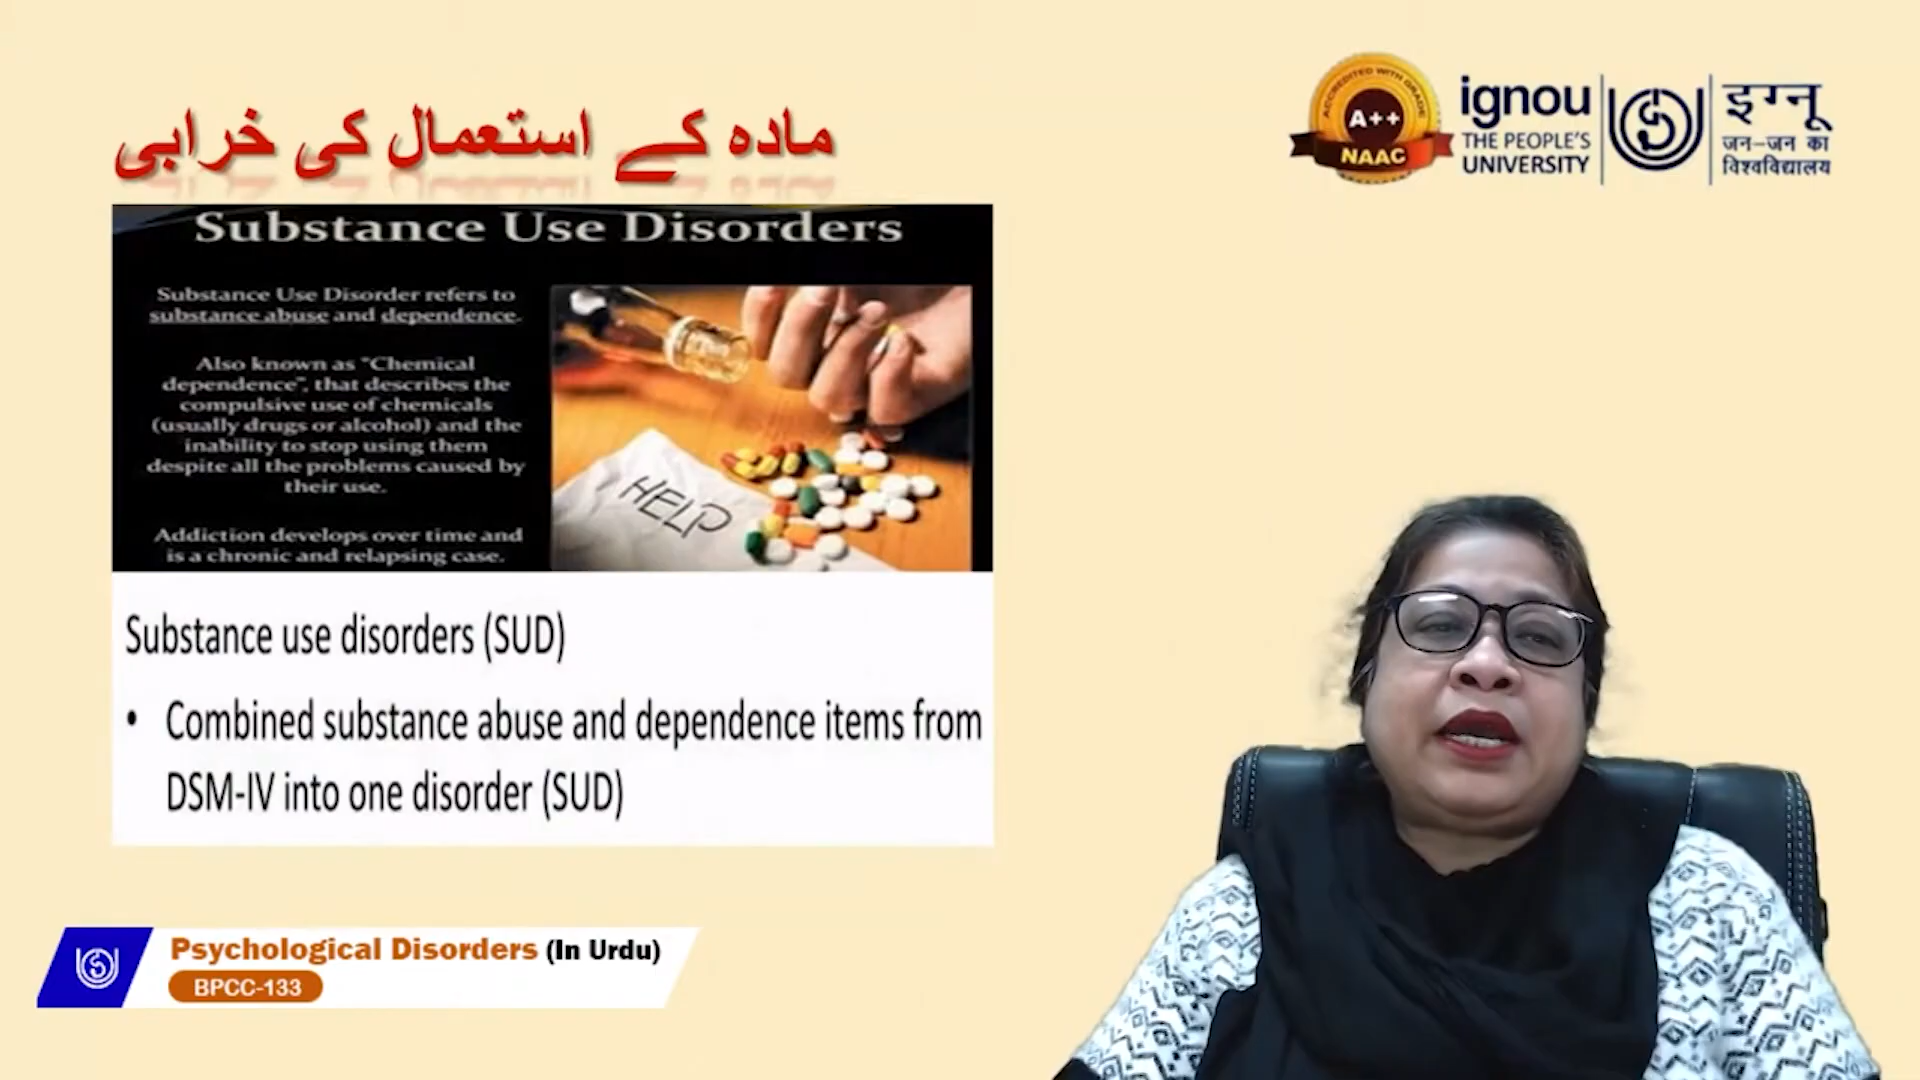 مادہ کے استعمال کی خرابی
Substance Use Disorders
Substance Use Disorder refers to
substance abuse and dependence.
Also known as "Chemical
dependence", that describes the
compulsive use of chemicals
(usually drugs or alcohol) and the
inability to stop using them
despite all the problems caused by
their use.
Addiction develops over time and
is a chronic and relapsing case.
HELP
Substance use disorders (SUD)
• Combined substance abuse and dependence items from
DSM-IV into one disorder (SUD)
ACCREDITED WITH GRADE
A++
NAAC
ignou
THE PEOPLE'S
UNIVERSITY
इग्नू
जन-जन का
विश्वविद्यालय
Psychological Disorders (In Urdu)
BPCC-133